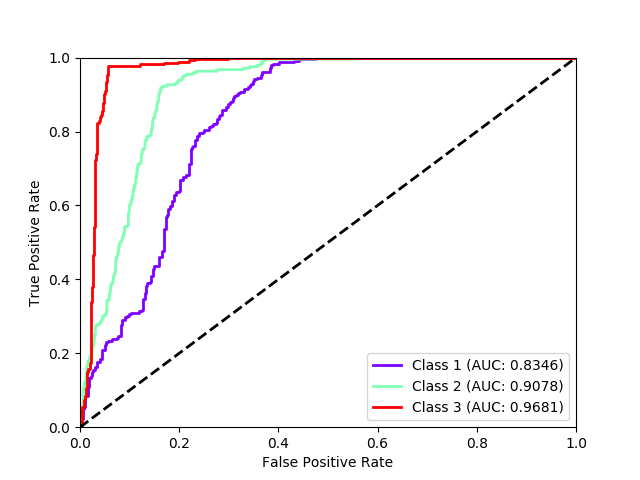 1.0
0.8
0.6
0.4
0.2
0.0
True Positive Rate
Class 1 (AUC: 0.8346)
Class 2 (AUC: 0.9078)
Class 3 (AUC: 0.9681)
0.0 0.2 0.4 0.6 0.8 1.0
False Positive Rate